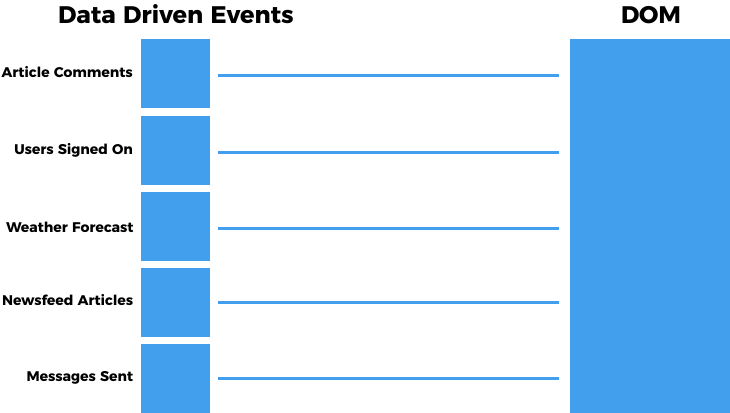 Data Driven Events
DOM
Article Comments
Users Signed On
Weather Forecast
Newsfeed Articles
Messages Sent